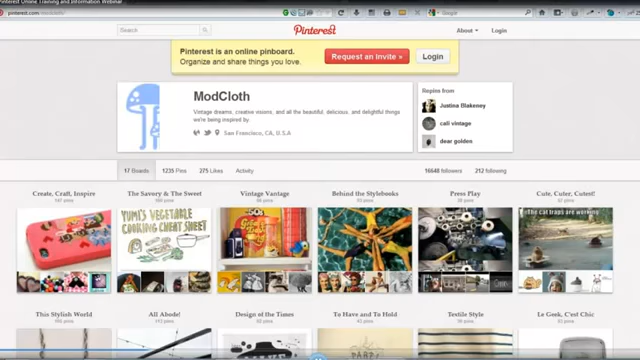 Pinterest Online Training and Information Webinar
pinterest.com/modcloth/
Google
Search
Pinterest
About
Login
Pinterest is an online pinboard.
Organize and share things you love.
Request an Invite »
Login
ModCloth
Vintage dreams, creative visions, and all the beautiful, delicious, and delightful things
we're being inspired by.
San Francisco, CA, U.S.A
Repins from
Justina Blakeney
cali vintage
dear golden
17 Boards
1235 Pins
275 Likes
Activity
16648 followers
212 following
Create, Craft, Inspire
The Savory & The Sweet
Vintage Vantage
Behind the Stylebooks
Press Play
Cute, Cuter, Cutest!
YUMI'S VEGETABLE
COOKING CHEAT SHEET
The cat traps are working
This Stylish World
All Abode!
Design of the Times
To Have and To Hold
Textile Style
Le Geek, C'est Chic